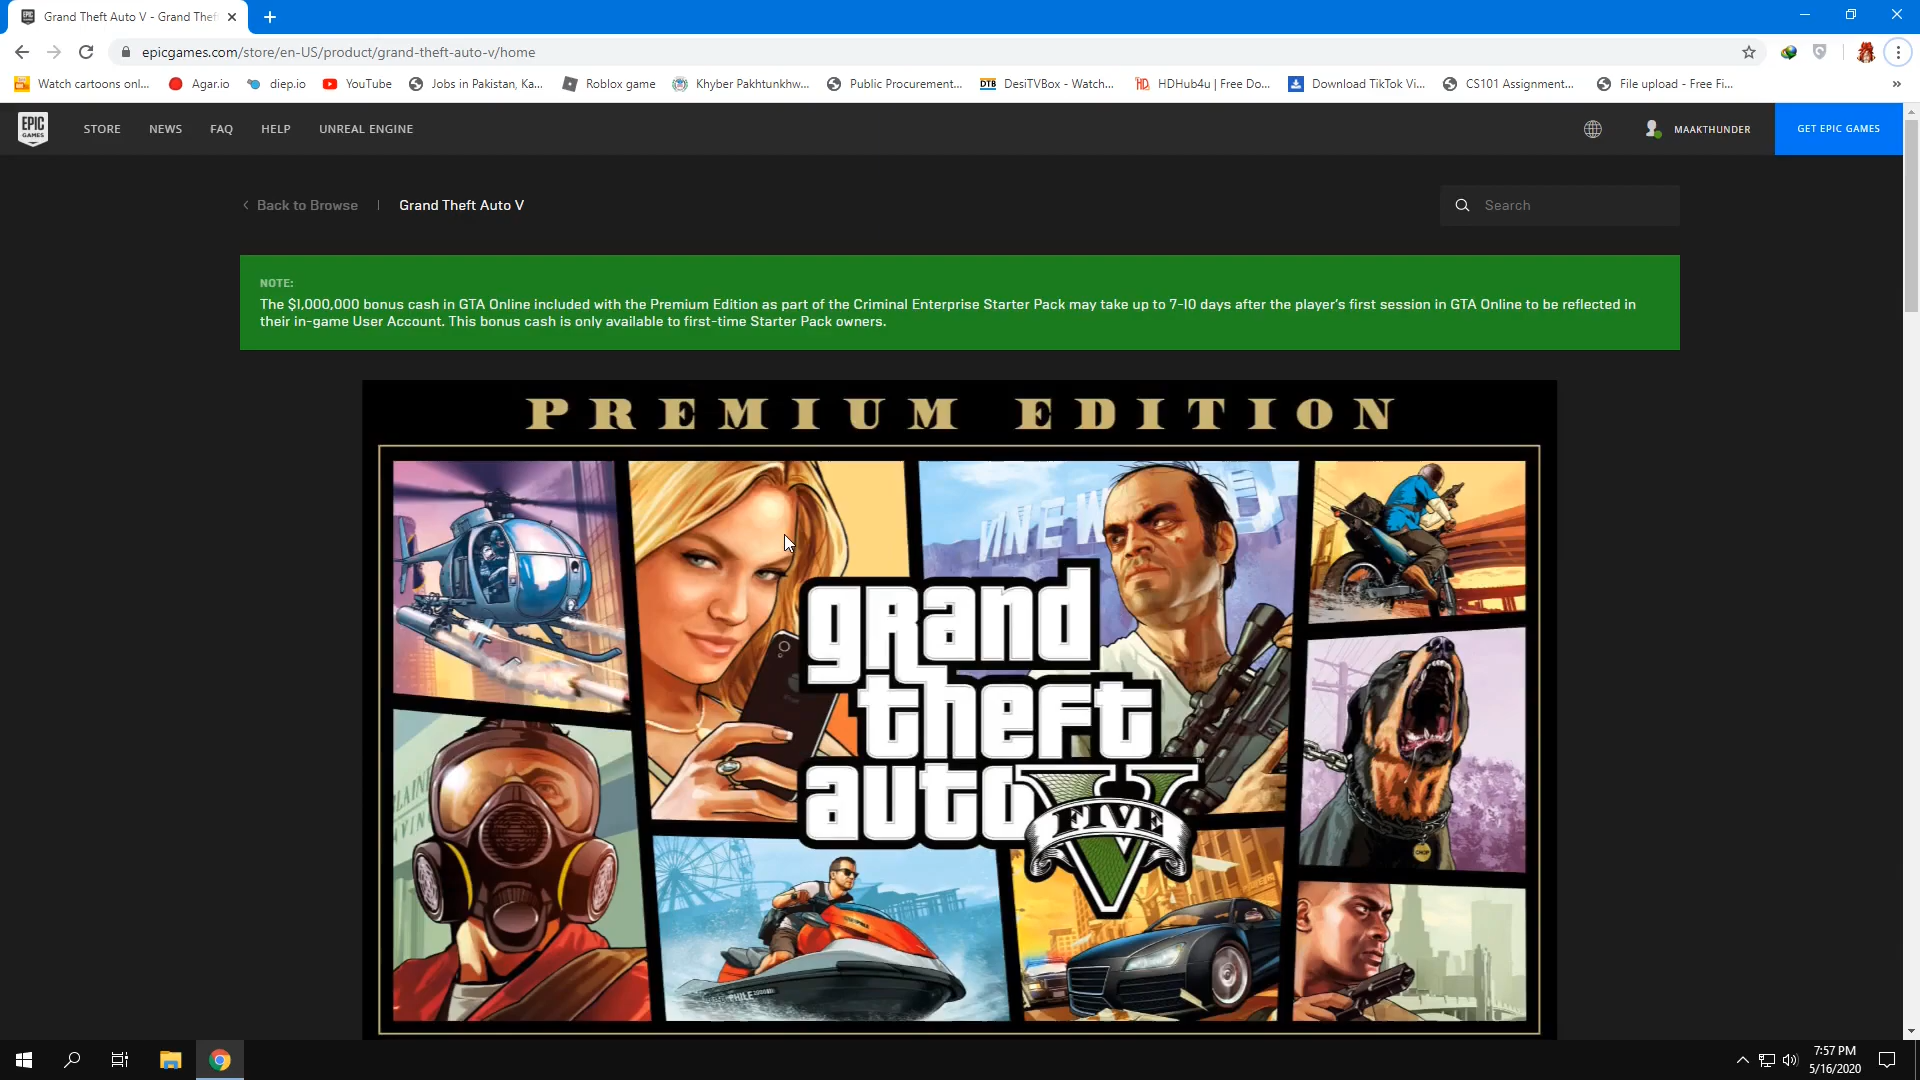 Grand Theft Auto V - Grand Thef
epicgames.com/store/en-US/product/grand-theft-auto-v/home
Watch cartoons onl... Agar.io diep.io YouTube Jobs in Pakistan, Ka... Roblox game Khyber Pakhtunkhw... Public Procurement... DTB DesiTVBox - Watch... HD HDHub4u | Free Do... Download TikTok Vi... CS101 Assignment... File upload - Free Fi... »
EPIC GAMES STORE NEWS FAQ HELP UNREAL ENGINE MAAKTHUNDER GET EPIC GAMES
Back to Browse | Grand Theft Auto V Search
NOTE:
The $1,000,000 bonus cash in GTA Online included with the Premium Edition as part of the Criminal Enterprise Starter Pack may take up to 7-10 days after the player's first session in GTA Online to be reflected in
their in-game User Account. This bonus cash is only available to first-time Starter Pack owners.
PREMIUM EDITION
grand
theft
auto V
FIVE
™
CHOP
7:57 PM
5/16/2020